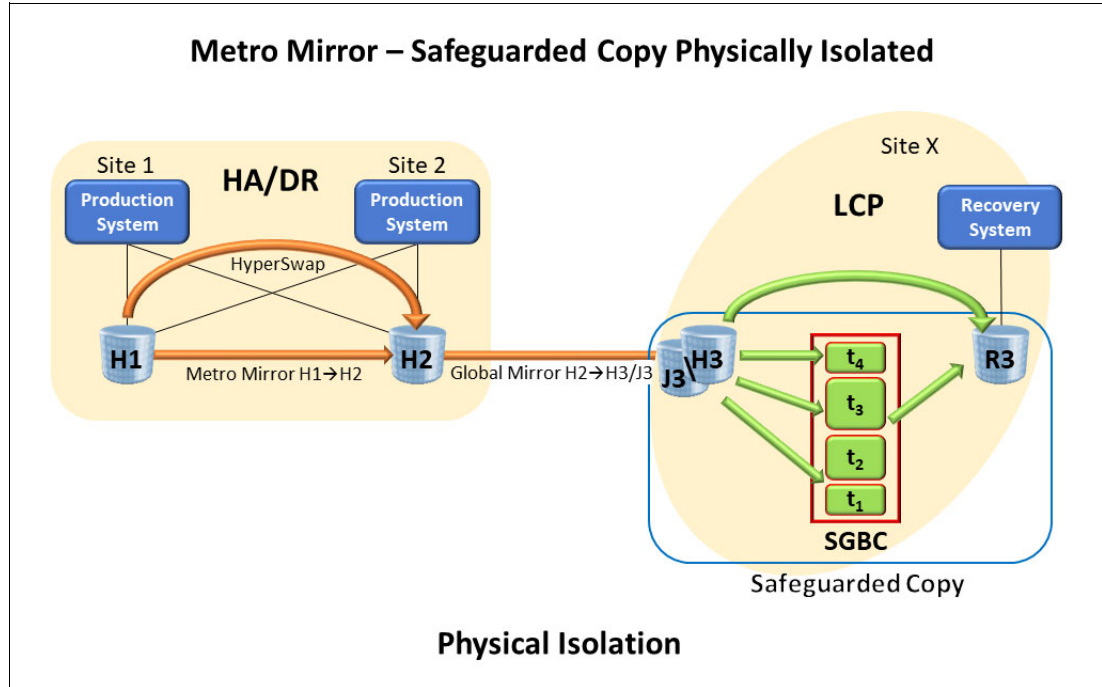 Metro Mirror – Safeguarded Copy Physically Isolated
Site 1
Site 2
HA/DR
Production
System
Production
System
HyperSwap
H1
H2
Metro Mirror H1→H2
Global Mirror H2→H3/J3
Site X
LCP
Recovery
System
J3\
H3
R3
t4
t3
t2
t1
SGBC
Safeguarded Copy
Physical Isolation